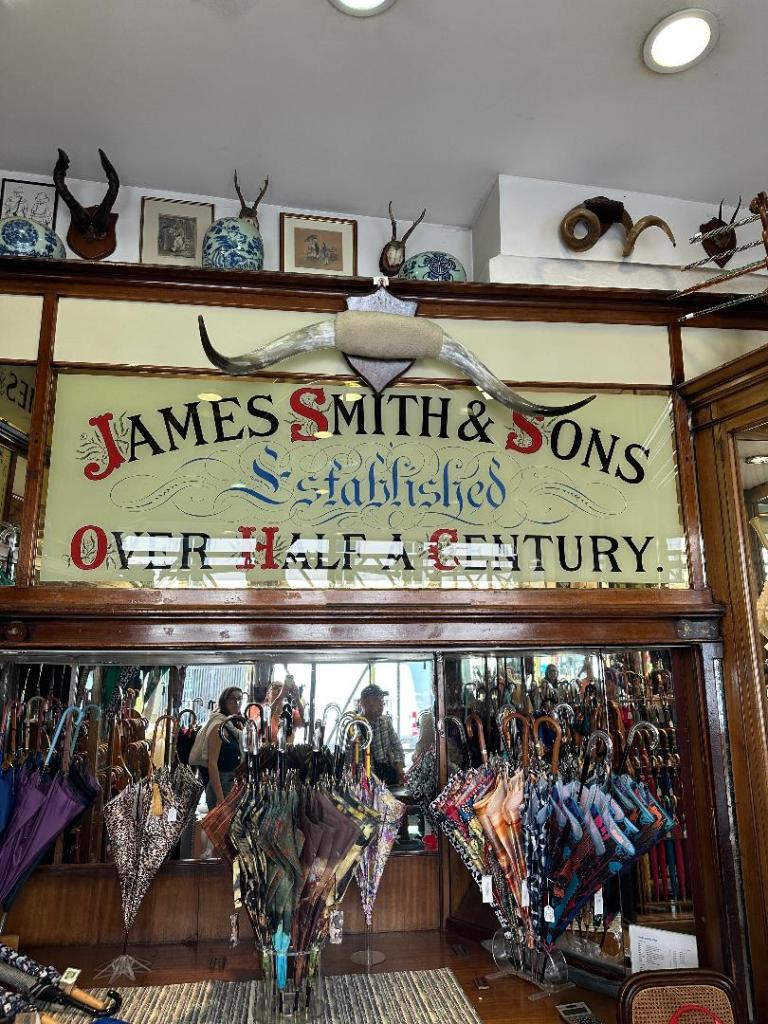 JAMES SMITH & SONS
Established
OVER HALF A CENTURY.